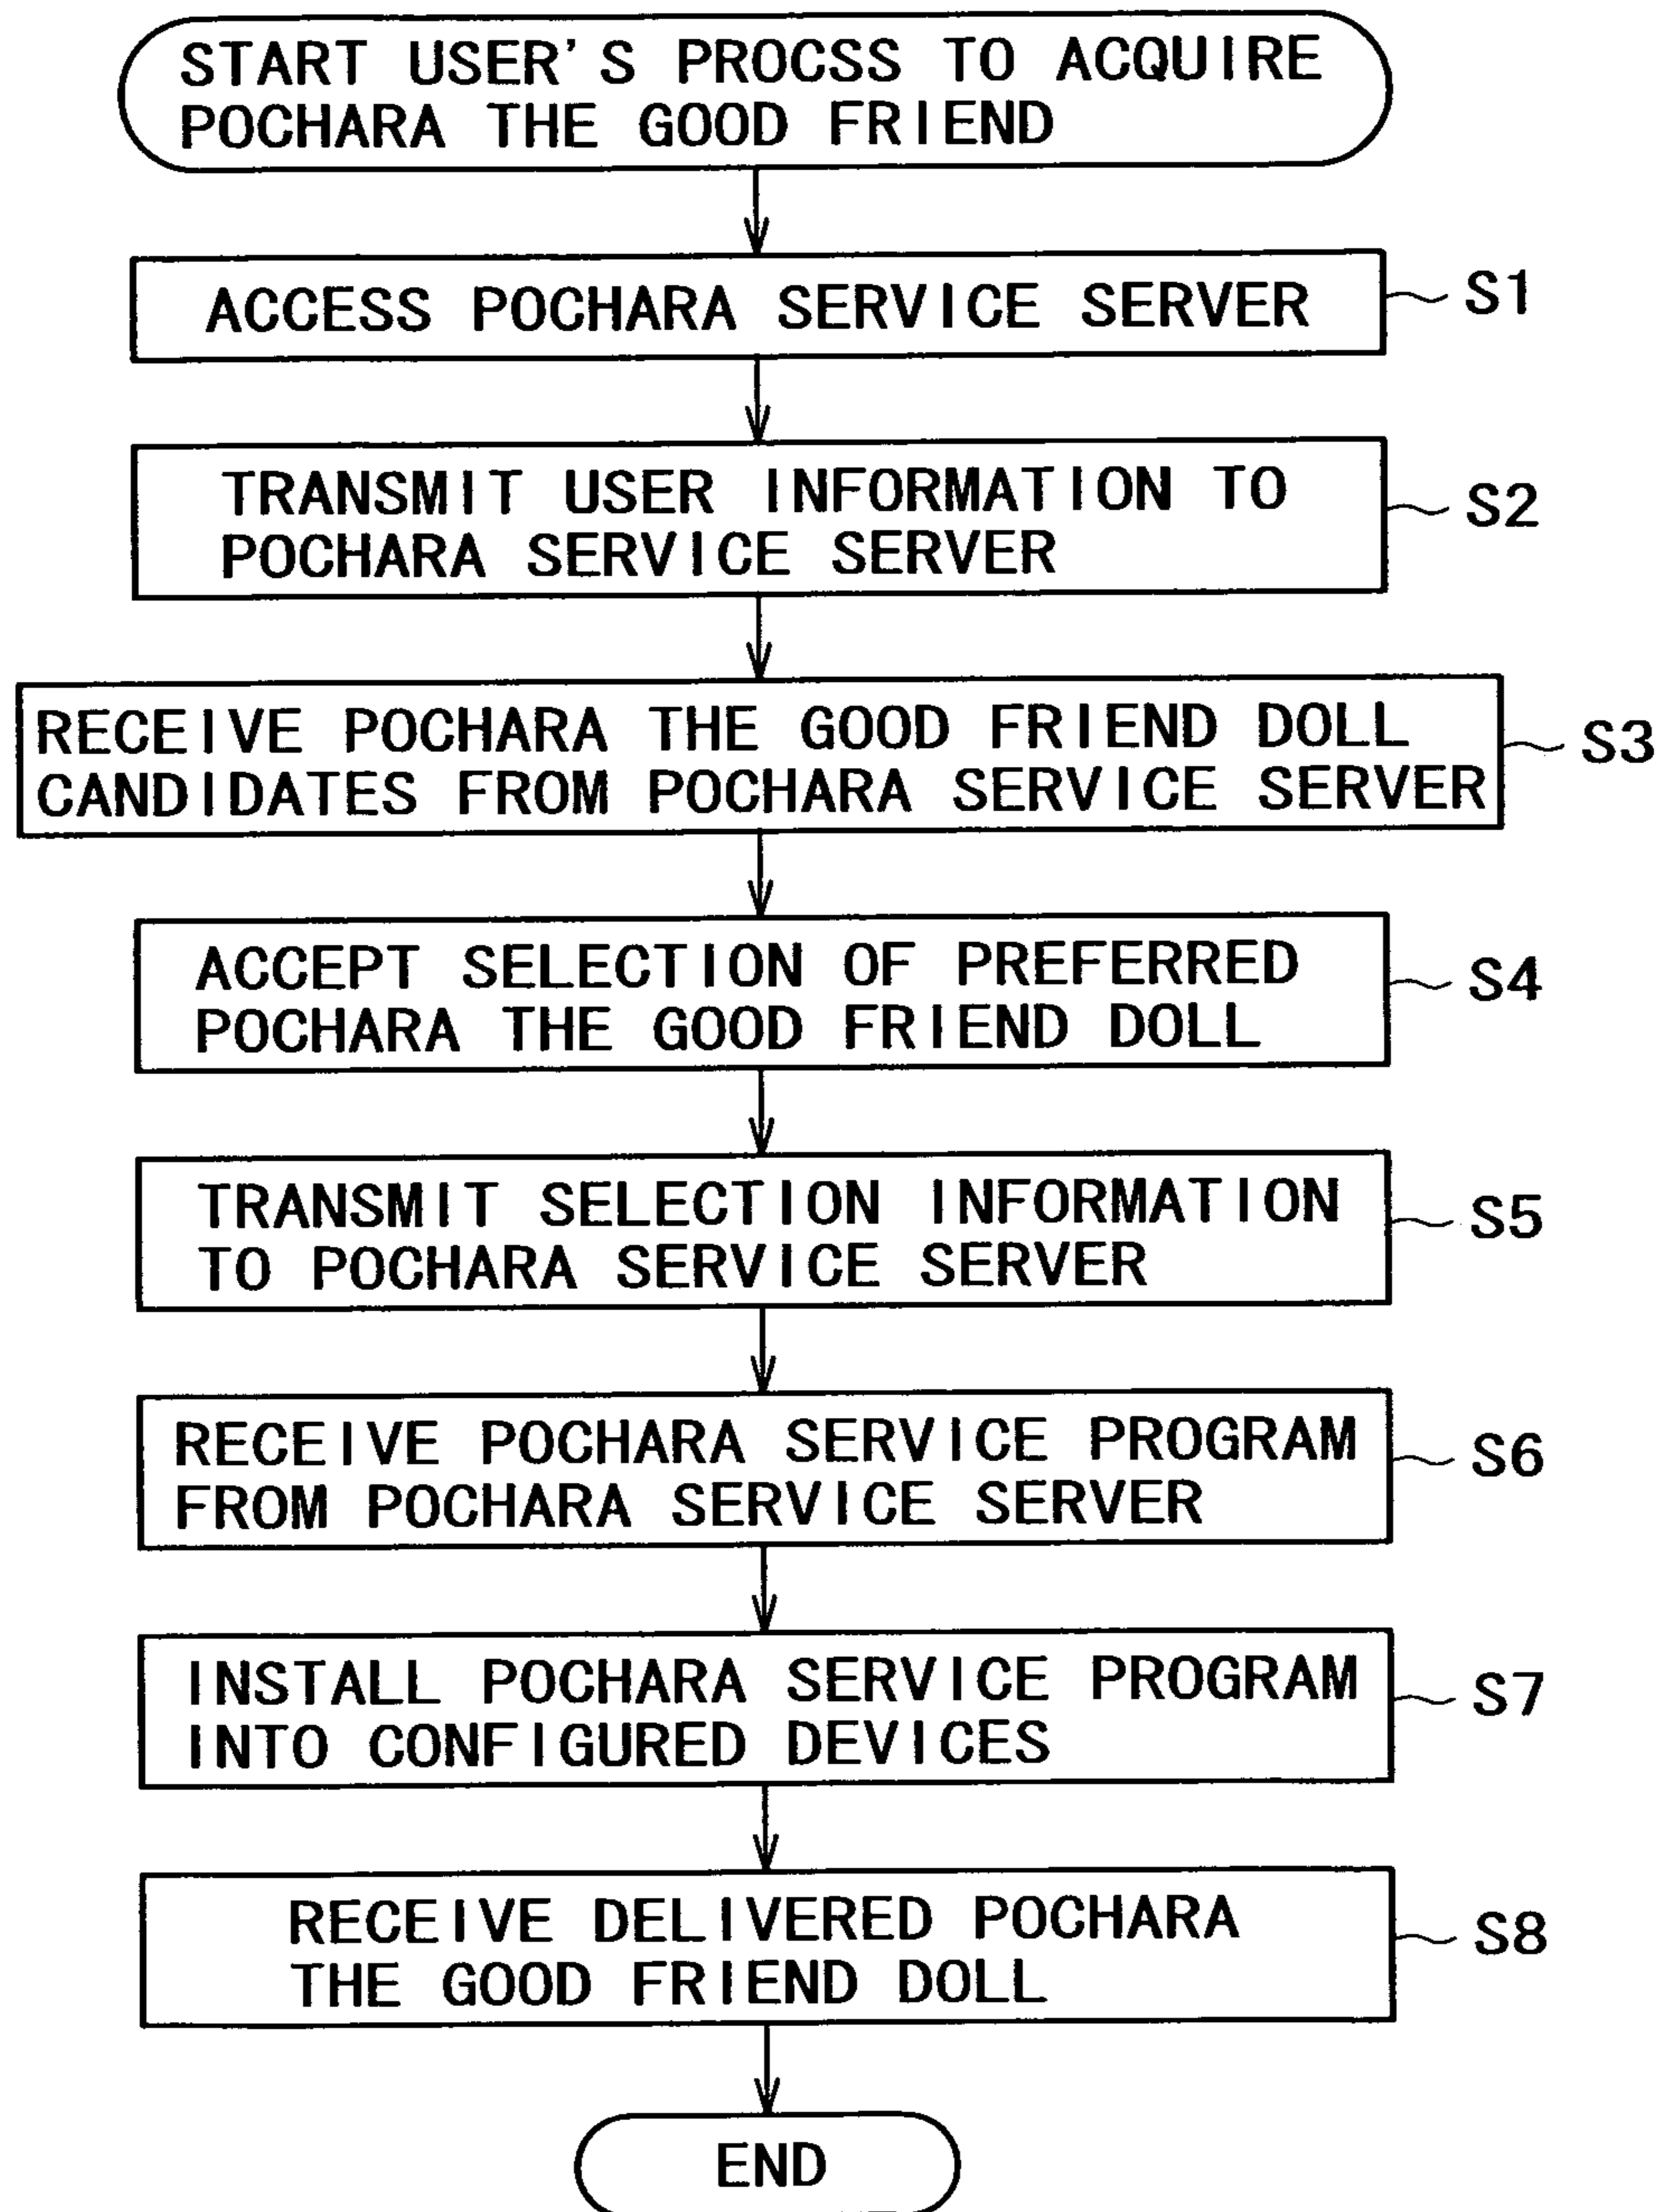 START USER'S PROCSS TO ACQUIRE
POCHARA THE GOOD FRIEND
ACCESS POCHARA SERVICE SERVER
S1
TRANSMIT USER INFORMATION TO
POCHARA SERVICE SERVER
S2
RECEIVE POCHARA THE GOOD FRIEND DOLL
CANDIDATES FROM POCHARA SERVICE SERVER
S3
ACCEPT SELECTION OF PREFERRED
POCHARA THE GOOD FRIEND DOLL
S4
TRANSMIT SELECTION INFORMATION
TO POCHARA SERVICE SERVER
S5
RECEIVE POCHARA SERVICE PROGRAM
FROM POCHARA SERVICE SERVER
S6
INSTALL POCHARA SERVICE PROGRAM
INTO CONFIGURED DEVICES
S7
RECEIVE DELIVERED POCHARA
THE GOOD FRIEND DOLL
S8
END